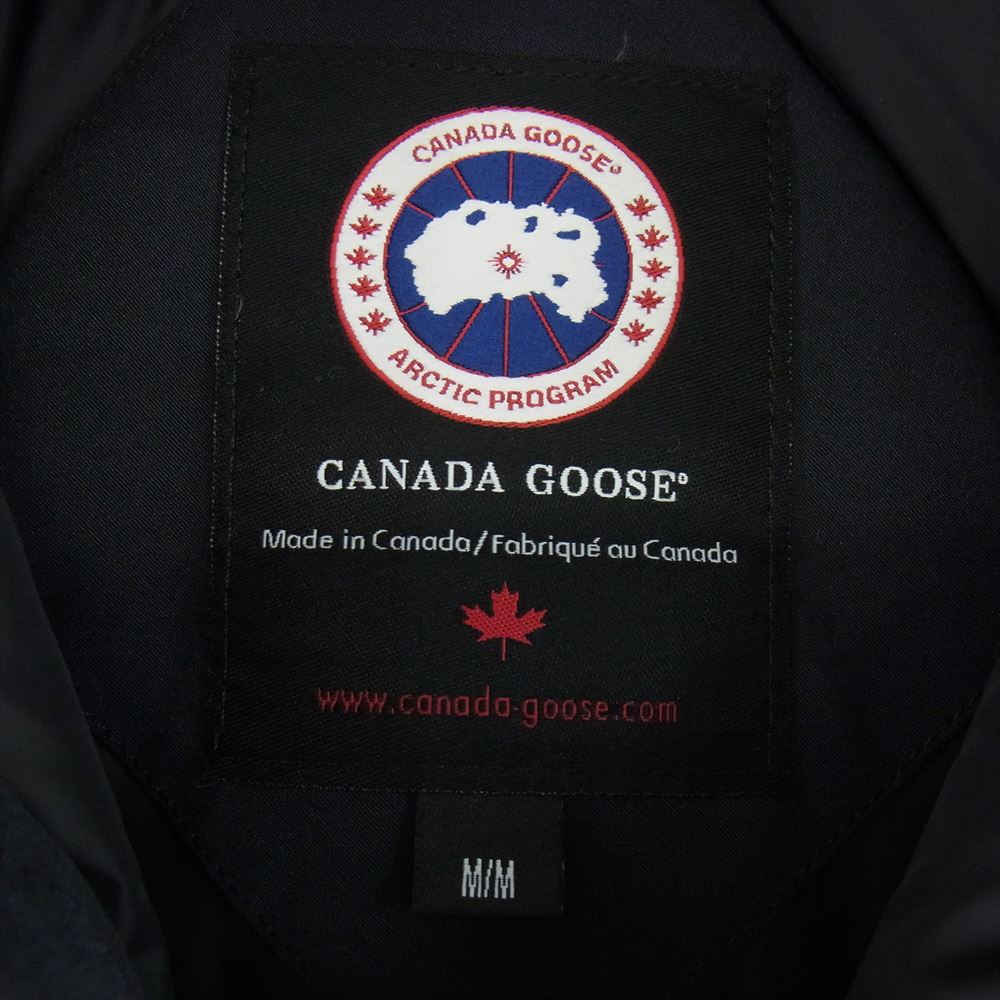 CANADA GOOSE®
ARCTIC PROGRAM
CANADA GOOSE®
Made in Canada/Fabriqué au Canada
www.canada-goose.com
M/M